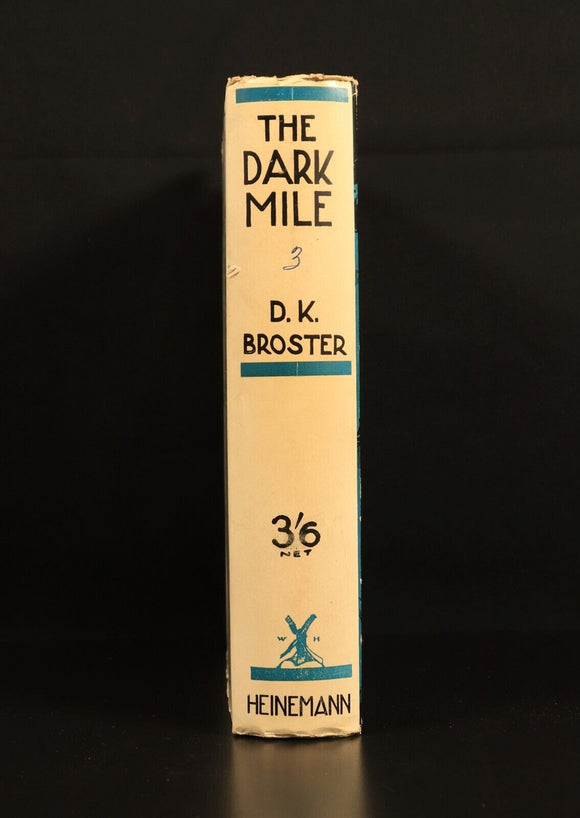 THE
DARK
MILE
3
D. K.
BROSTER
3/6
NET
W H
HEINEMANN